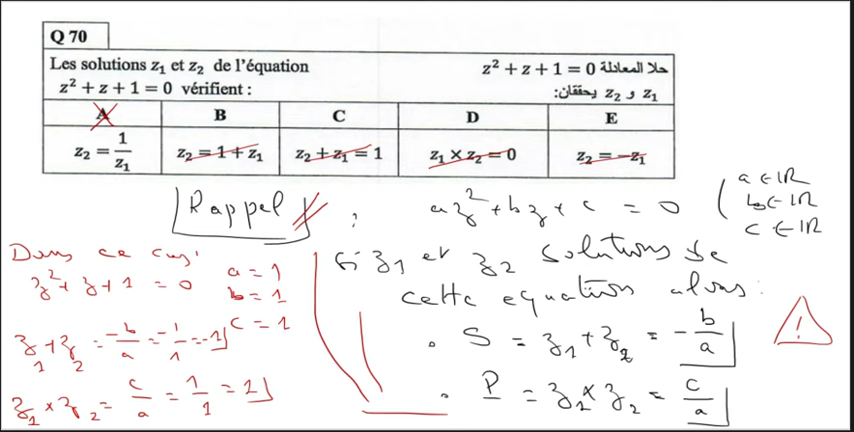 Q 70
Les solutions z₁ et z₂ de l'équation
z² + z + 1 = 0 vérifient :
حلا المعادلة z² + z + 1 = 0
z₁ و z₂ يحققان:
A B C D E
z₂ = 1/z₁ z₂ = 1 + z₁ z₂ + z₁ = 1 z₁ × z₂ = 0 z₂ = −z₁
Rappel : az² + bz + c = 0 (a ∈ IR
b ∈ IR
c ∈ IR
Si z₁ et z₂ solutions de
cette equation alors :
• S = z₁ + z₂ = −b/a
• P = z₁ × z₂ = c/a
!
Dans ce cas:
z² + z + 1 = 0
a = 1
b = 1
c = 1
z₁ + z₂ = −b/a = −1/1 = −1
z₁ × z₂ = c/a = 1/1 = 1